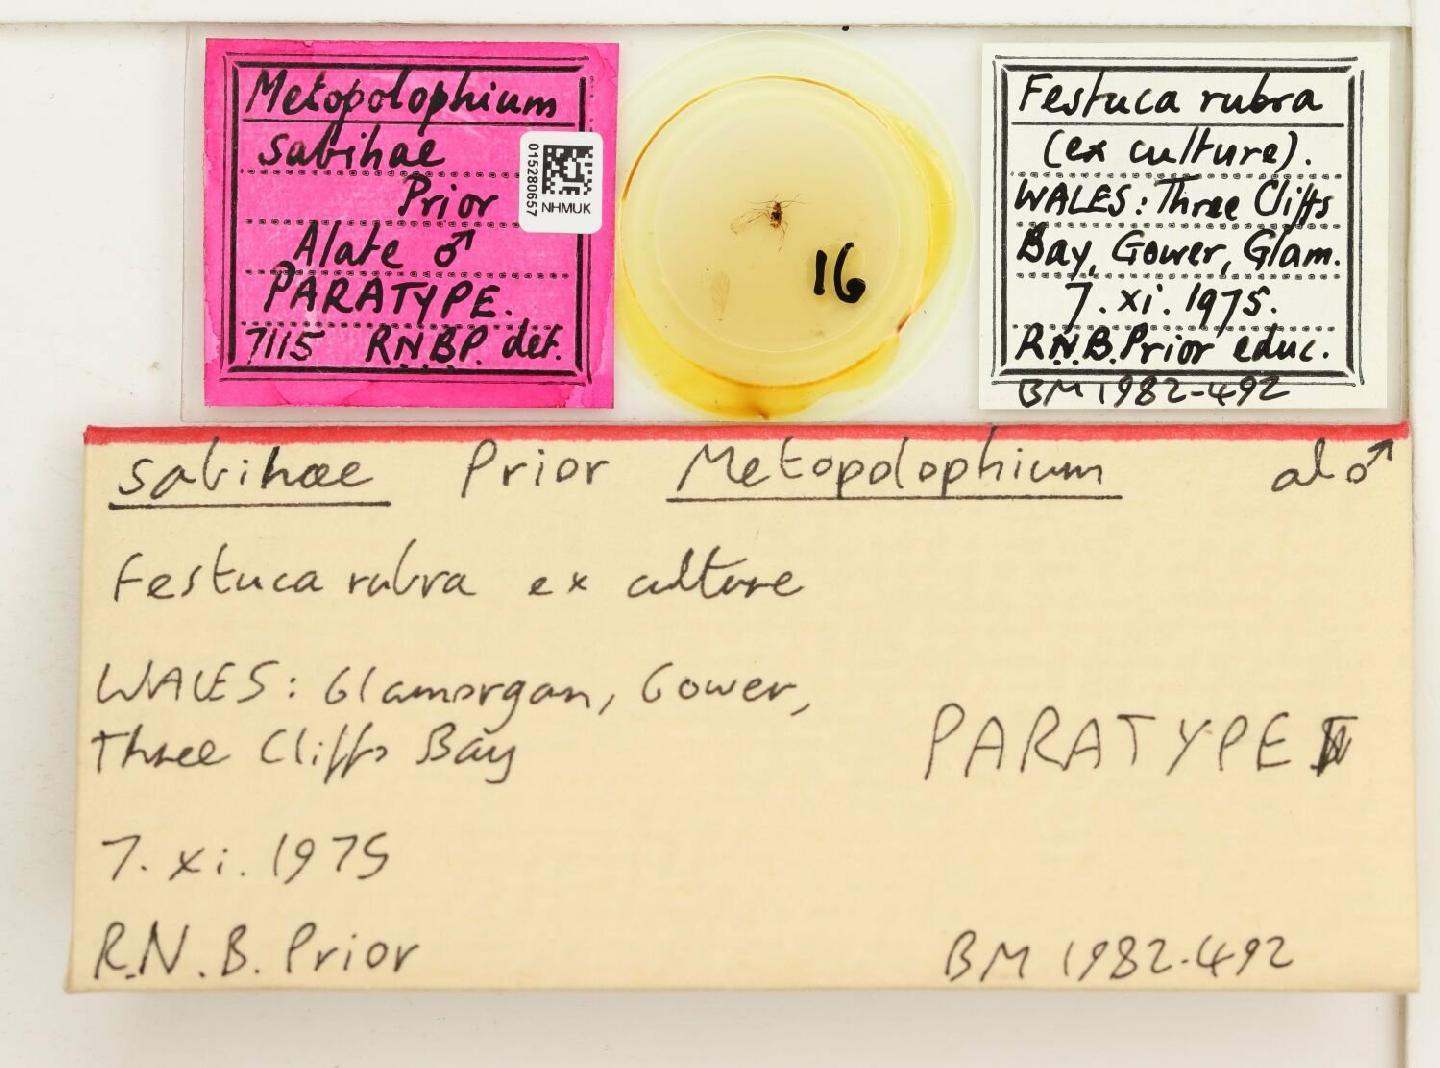 Metopolophium
sabihae
Prior
Alate ♂
PARATYPE.
7115 RNBP. det.
015280657
NHMUK
16
Festuca rubra
(ex culture).
WALES: Three Cliffs
Bay, Gower, Glam.
7.xi.1975.
R.N.B.Prior educ.
BM 1982-492
sabihae Prior Metopolophium al♂
Festuca rubra ex culture
WALES: Glamorgan, Gower,
Three Cliffs Bay
PARATYPE
7.xi.1975
R.N.B. Prior
BM 1982-492